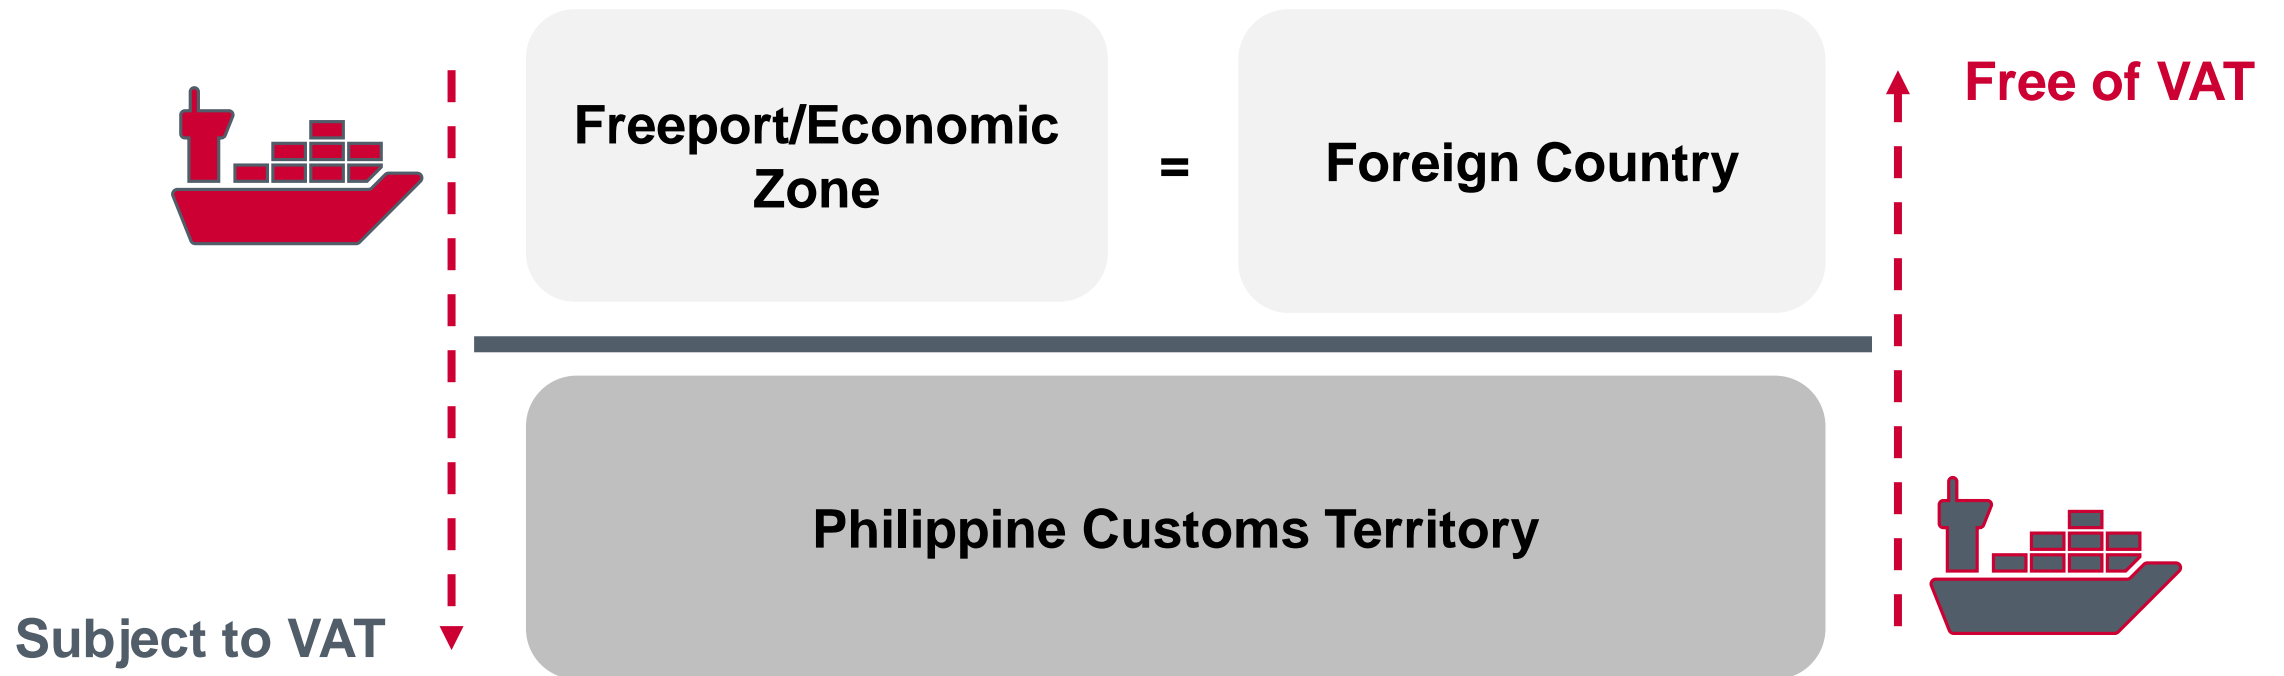 Freeport/Economic
Zone
=
Foreign Country
Free of VAT
Philippine Customs Territory
Subject to VAT